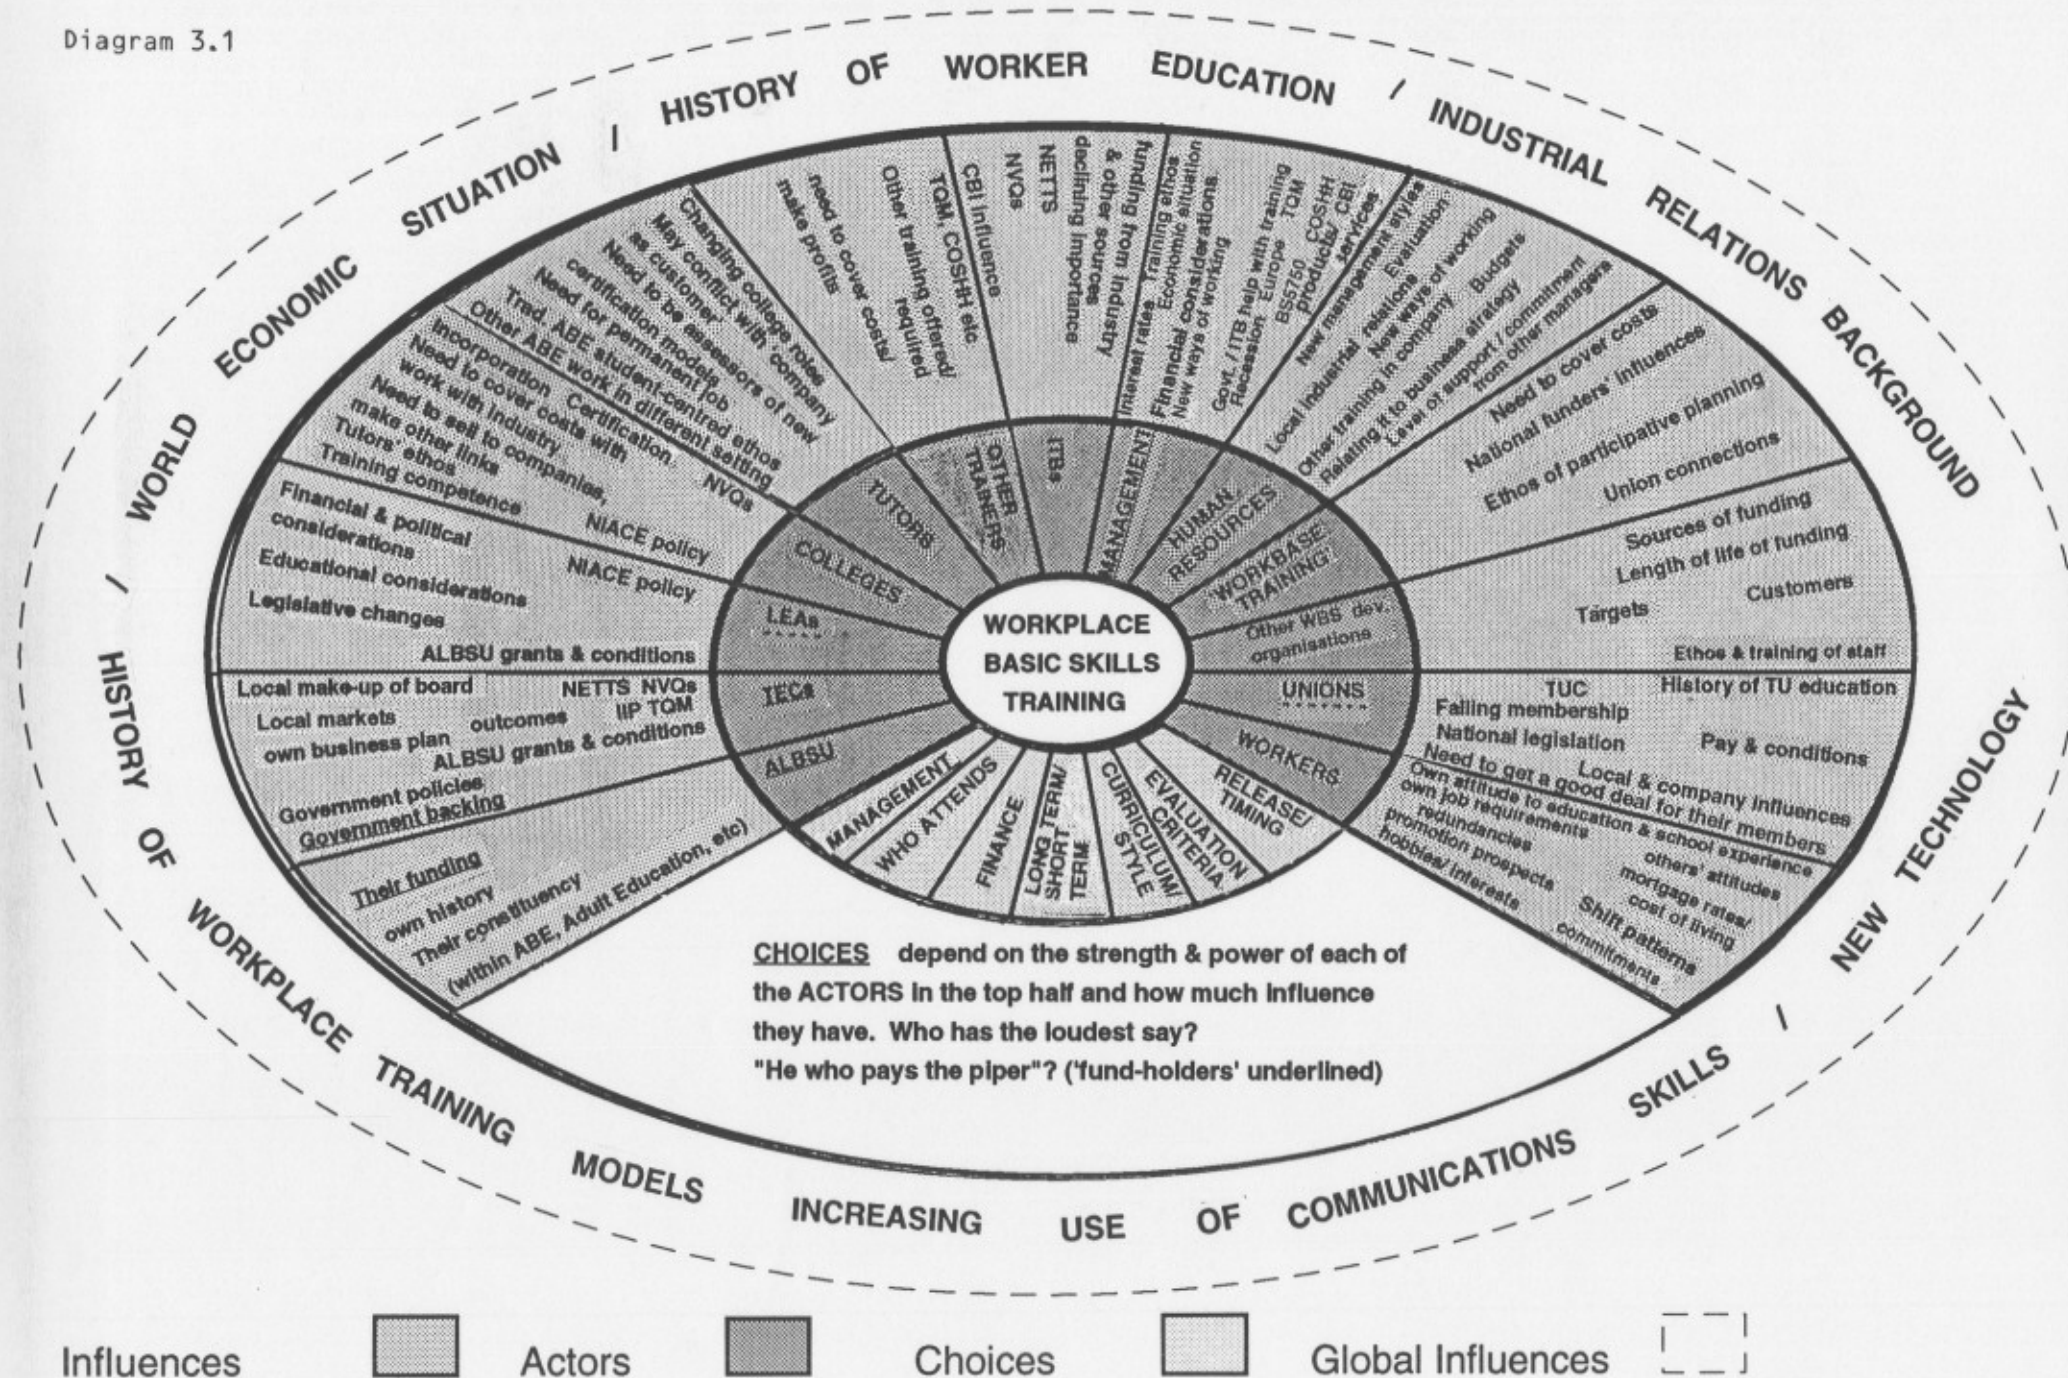 Diagram 3.1
WORLD ECONOMIC SITUATION / HISTORY OF WORKER EDUCATION / INDUSTRIAL RELATIONS BACKGROUND
/ HISTORY OF WORKPLACE TRAINING MODELS INCREASING USE OF COMMUNICATIONS SKILLS / NEW TECHNOLOGY
WORKPLACE
BASIC SKILLS
TRAINING
ALBSU
TECs
LEAs
COLLEGES
TUTORS
OTHER
TRAINERS
ITBs
MANAGEMENT
HUMAN
RESOURCES
'WORKBASE
TRAINING'
Other WBS dev.
organisations
UNIONS
WORKERS
Their funding
own history
Their constituency
(within ABE, Adult Education, etc)
Local make-up of board
NETTS NVQs
IIP TQM
Local markets
outcomes
own business plan
ALBSU grants & conditions
Government policies
Government backing
Financial & political
considerations
NIACE policy
Educational considerations
Legislative changes
ALBSU grants & conditions
Incorporation Certification
NVQs
Need to cover costs with
work with industry
Need to sell to companies,
make other links
Tutors' ethos
NIACE policy
Training competence
Changing college roles
May conflict with 'company
as customer'
Need to be assessors of new
certification models
Need for permanent job
Trad. ABE student-centred ethos
Other ABE work in different setting
need to cover costs/
make profits
TQM, COSHH etc
Other training offered/
required
CBI influence
NVQs
NETTS
declining importance
funding from industry
& other sources
Interest rates Training ethos
Economic situation
Financial considerations
New ways of working
Govt. / ITB help with training
Recession Europe TQM
BS5750 COSHH
products/ CBI
services
New management styles
Evaluation
Local industrial relations
New ways of working
Other training in company Budgets
Relating it to business strategy
Level of support / commitment
from other managers
Need to cover costs
National funders' influences
Ethos of participative planning
Union connections
Sources of funding
Length of life of funding
Targets
Customers
Ethos & training of staff
TUC
History of TU education
Falling membership
National legislation
Pay & conditions
Local & company influences
Need to get a good deal for their members
Own attitude to education & school experience
own job requirements
others' attitudes
redundancies
promotion prospects
mortgage rates/
cost of living
hobbies/ interests
Shift patterns
commitments
MANAGEMENT
WHO ATTENDS
FINANCE
LONG TERM/
SHORT
TERM
CURRICULUM/
STYLE
EVALUATION
CRITERIA
RELEASE/
TIMING
CHOICES depend on the strength & power of each of
the ACTORS in the top half and how much influence
they have. Who has the loudest say?
"He who pays the piper"? ('fund-holders' underlined)
Influences Actors Choices Global Influences